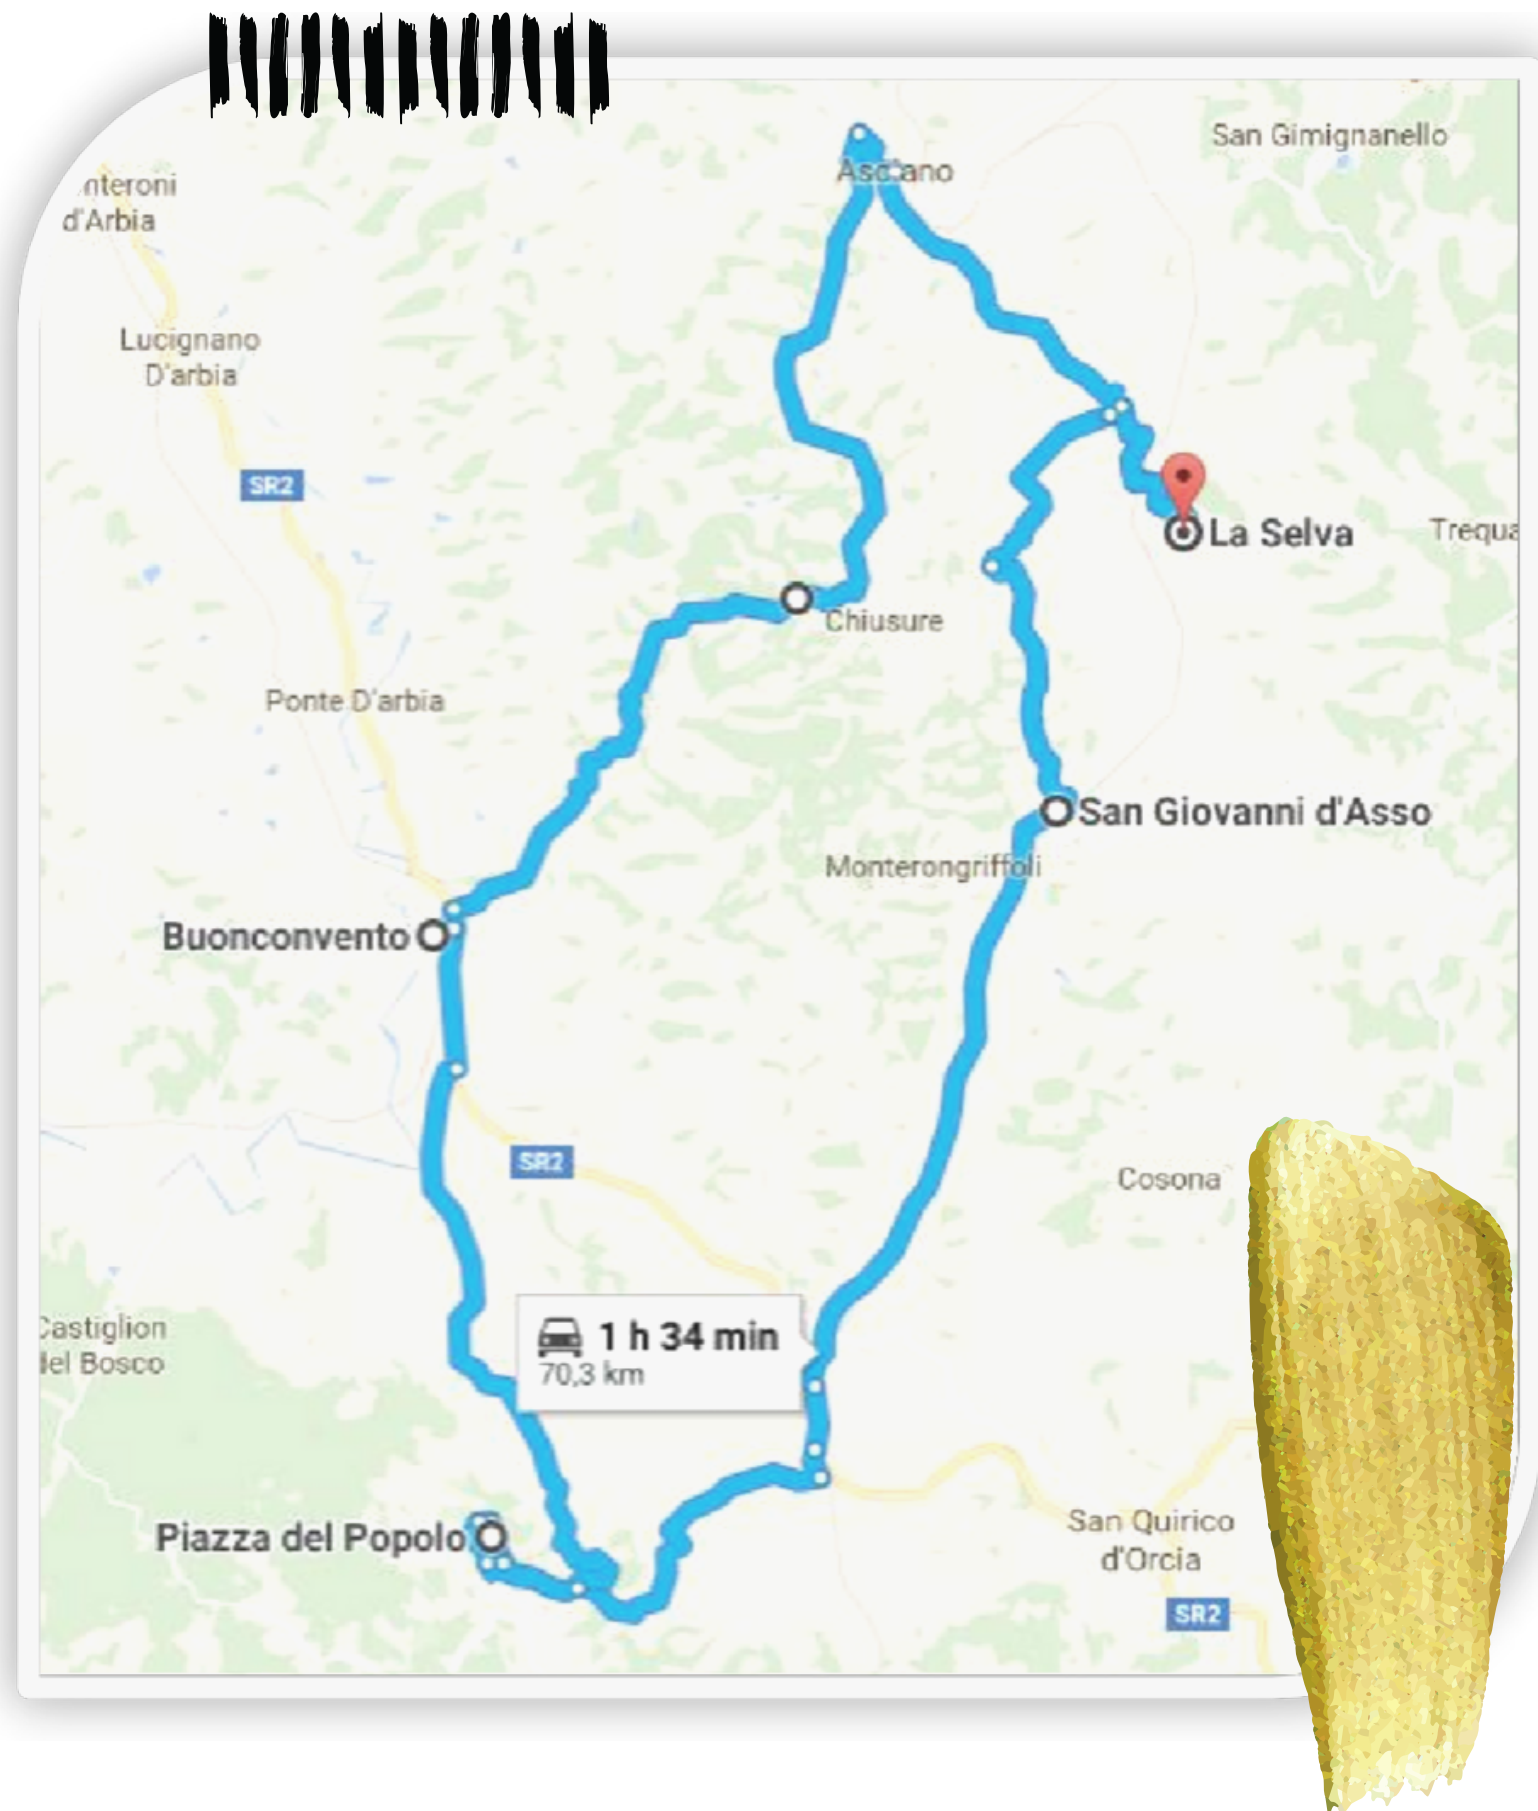 San Gimignanello
Asciano
nteroni
d'Arbia
Lucignano
D'arbia
SR2
La Selva
Trequa
Chiusure
Ponte D'arbia
San Giovanni d'Asso
Monterongriffoli
Buonconvento
SR2
Cosona
1 h 34 min
70,3 km
Castiglion
del Bosco
Piazza del Popolo
San Quirico
d'Orcia
SR2